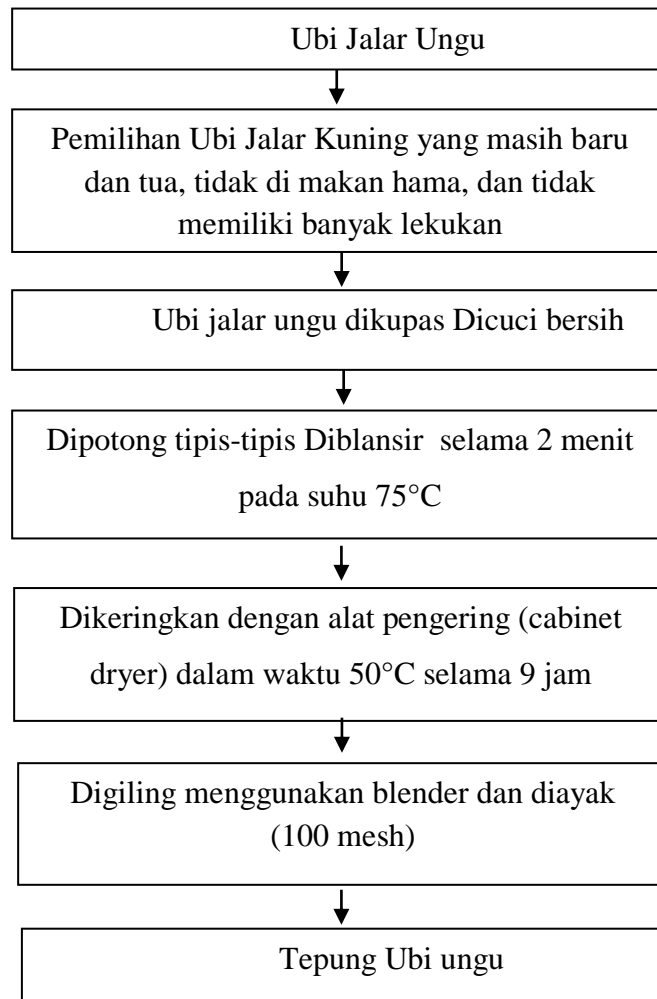 Ubi Jalar Ungu
Pemilihan Ubi Jalar Kuning yang masih baru
dan tua, tidak di makan hama, dan tidak
memiliki banyak lekukan
Ubi jalar ungu dikupas Dicuci bersih
Dipotong tipis-tipis Diblansir selama 2 menit
pada suhu 75°C
Dikeringkan dengan alat pengering (cabinet
dryer) dalam waktu 50°C selama 9 jam
Digiling menggunakan blender dan diayak
(100 mesh)
Tepung Ubi ungu